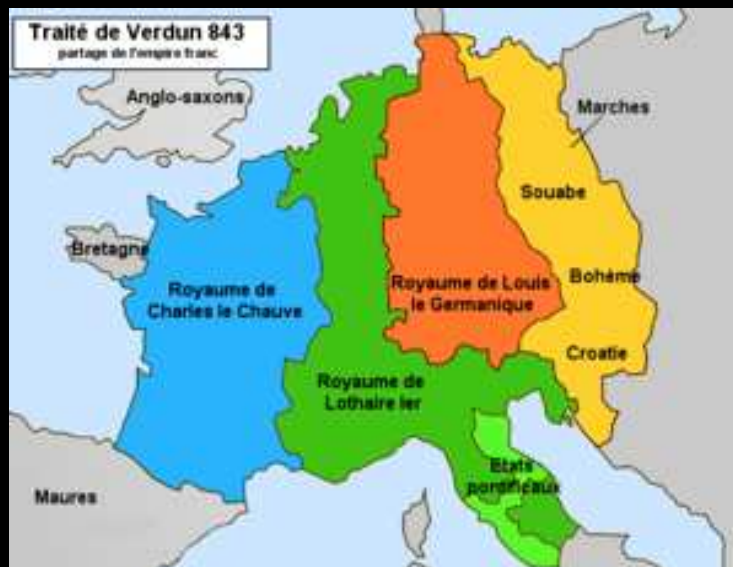 Traité de Verdun 843
partage de l'empire franc
Anglo-saxons
Marches
Souabe
Bretagne
Bohème
Royaume de
Charles le Chauve
Royaume de Louis
le Germanique
Croatie
Royaume de
Lothaire Ier
Etats
pontificaux
Maures